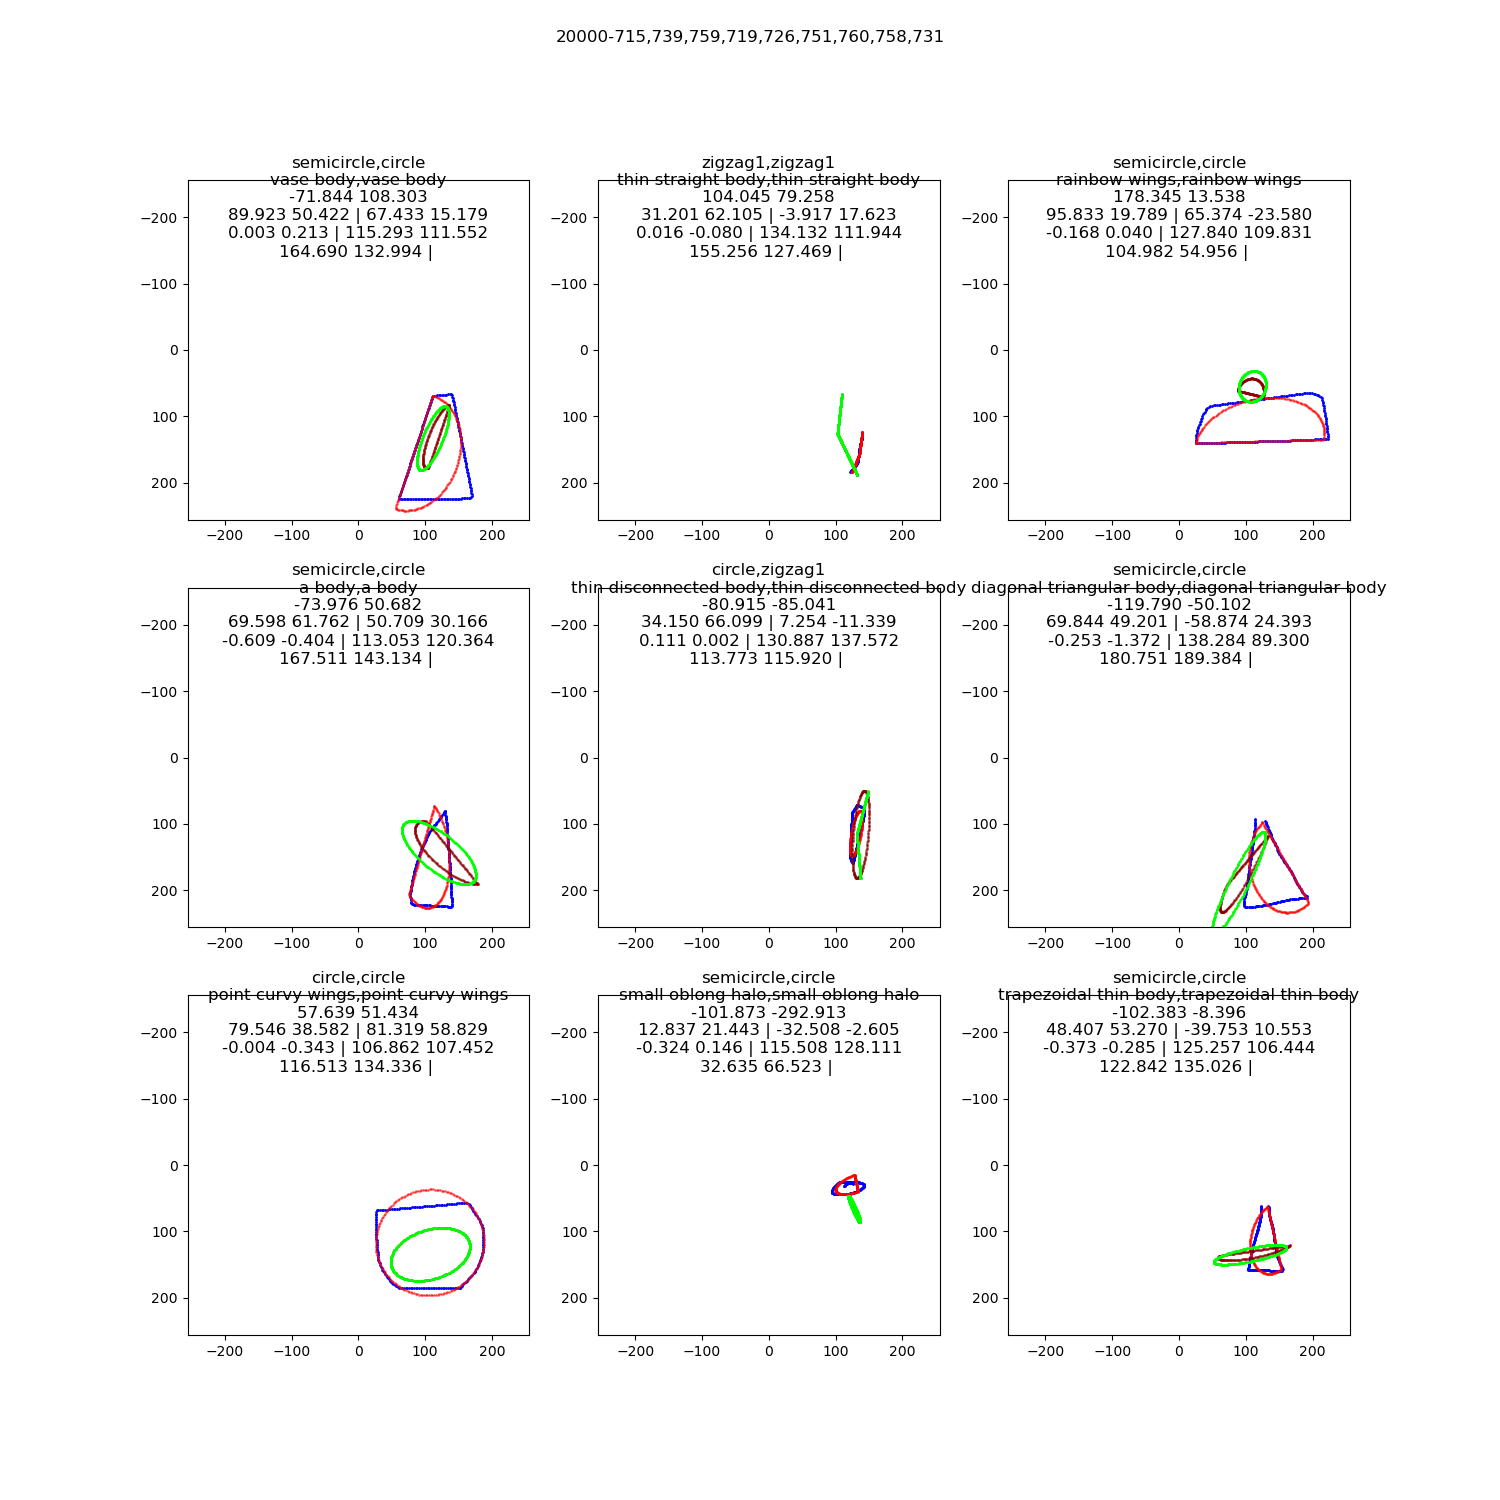 20000-715,739,759,719,726,751,760,758,731
semicircle,circle
vase body,vase body
-71.844 108.303
89.923 50.422 | 67.433 15.179
0.003 0.213 | 115.293 111.552
164.690 132.994 |
−200
−100
0
100
200
−200 −100 0 100 200
zigzag1,zigzag1
thin straight body,thin straight body
104.045 79.258
31.201 62.105 | -3.917 17.623
0.016 -0.080 | 134.132 111.944
155.256 127.469 |
−200
−100
0
100
200
−200 −100 0 100 200
semicircle,circle
rainbow wings,rainbow wings
178.345 13.538
95.833 19.789 | 65.374 -23.580
-0.168 0.040 | 127.840 109.831
104.982 54.956 |
−200
−100
0
100
200
−200 −100 0 100 200
semicircle,circle
a body,a body
-73.976 50.682
69.598 61.762 | 50.709 30.166
-0.609 -0.404 | 113.053 120.364
167.511 143.134 |
−200
−100
0
100
200
−200 −100 0 100 200
circle,zigzag1
thin disconnected body,thin disconnected body
-80.915 -85.041
34.150 66.099 | 7.254 -11.339
0.111 0.002 | 130.887 137.572
113.773 115.920 |
−200
−100
0
100
200
−200 −100 0 100 200
semicircle,circle
diagonal triangular body,diagonal triangular body
-119.790 -50.102
69.844 49.201 | -58.874 24.393
-0.253 -1.372 | 138.284 89.300
180.751 189.384 |
−200
−100
0
100
200
−200 −100 0 100 200
circle,circle
point curvy wings,point curvy wings
57.639 51.434
79.546 38.582 | 81.319 58.829
-0.004 -0.343 | 106.862 107.452
116.513 134.336 |
−200
−100
0
100
200
−200 −100 0 100 200
semicircle,circle
small oblong halo,small oblong halo
-101.873 -292.913
12.837 21.443 | -32.508 -2.605
-0.324 0.146 | 115.508 128.111
32.635 66.523 |
−200
−100
0
100
200
−200 −100 0 100 200
semicircle,circle
trapezoidal thin body,trapezoidal thin body
-102.383 -8.396
48.407 53.270 | -39.753 10.553
-0.373 -0.285 | 125.257 106.444
122.842 135.026 |
−200
−100
0
100
200
−200 −100 0 100 200